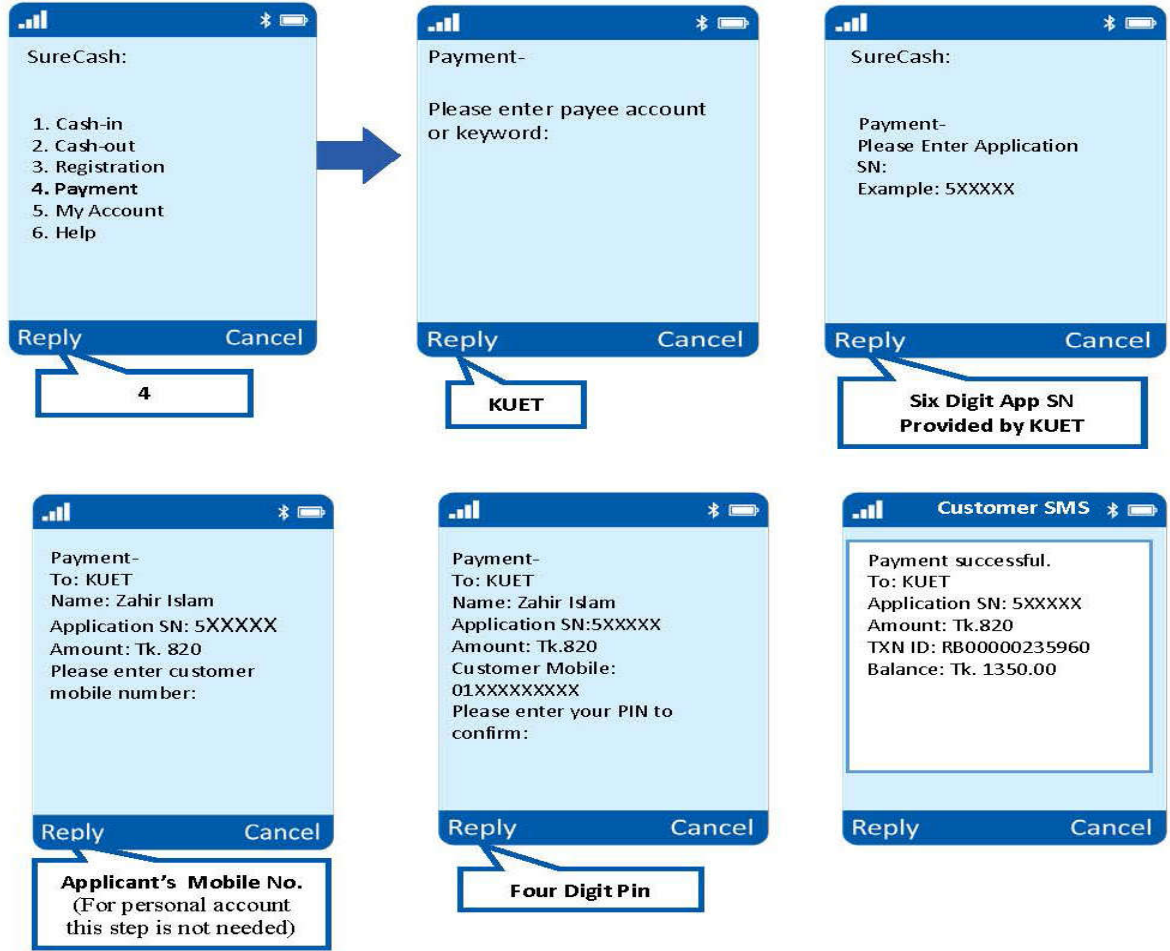 SureCash:
1. Cash-in
2. Cash-out
3. Registration
4. Payment
5. My Account
6. Help
Reply Cancel
4
Payment-
Please enter payee account
or keyword:
Reply Cancel
KUET
SureCash:
Payment-
Please Enter Application
SN:
Example: 5XXXXX
Reply Cancel
Six Digit App SN
Provided by KUET
Payment-
To: KUET
Name: Zahir Islam
Application SN: 5XXXXX
Amount: Tk. 820
Please enter customer
mobile number:
Reply Cancel
Applicant's Mobile No.
(For personal account
this step is not needed)
Payment-
To: KUET
Name: Zahir Islam
Application SN:5XXXXX
Amount: Tk.820
Customer Mobile:
01XXXXXXXXX
Please enter your PIN to
confirm:
Reply Cancel
Four Digit Pin
Customer SMS
Payment successful.
To: KUET
Application SN: 5XXXXX
Amount: Tk.820
TXN ID: RB00000235960
Balance: Tk. 1350.00
Reply Cancel